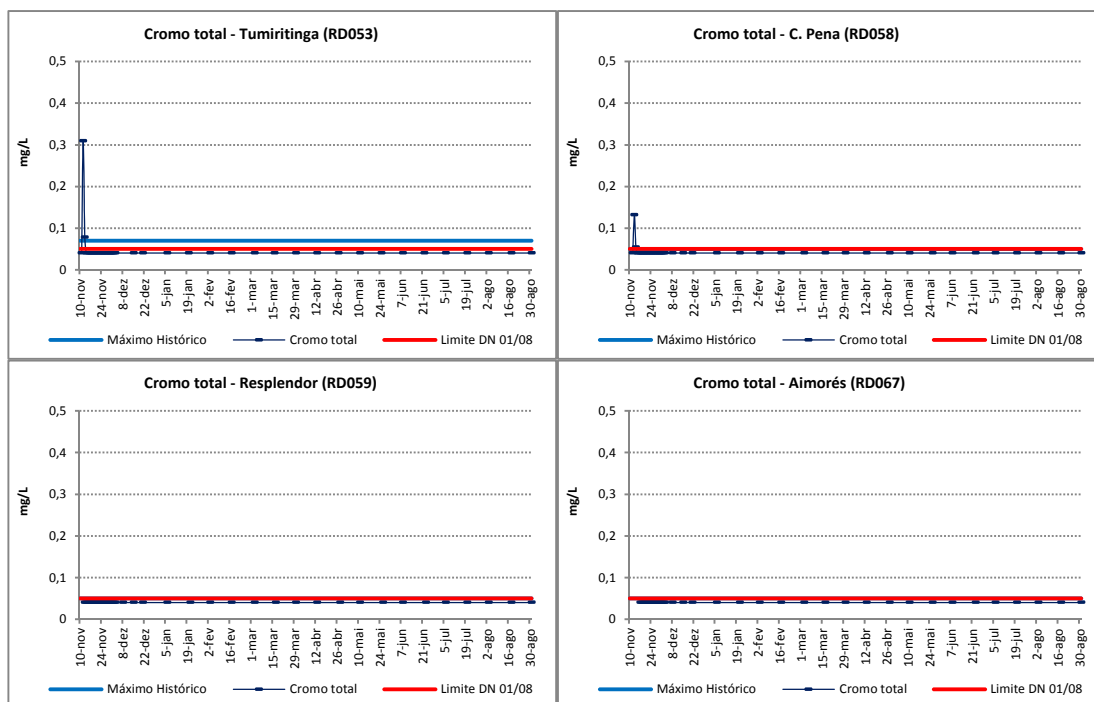 Cromo total - Tumiritinga (RD053)
0,5
0,4
0,3
0,2
0,1
0
mg/L
10-nov
24-nov
8-dez
22-dez
5-jan
19-jan
2-fev
16-fev
1-mar
15-mar
29-mar
12-abr
26-abr
10-mai
24-mai
7-jun
21-jun
5-jul
19-jul
2-ago
16-ago
30-ago
Máximo Histórico Cromo total Limite DN 01/08
Cromo total - C. Pena (RD058)
0,5
0,4
0,3
0,2
0,1
0
mg/L
10-nov
24-nov
8-dez
22-dez
5-jan
19-jan
2-fev
16-fev
1-mar
15-mar
29-mar
12-abr
26-abr
10-mai
24-mai
7-jun
21-jun
5-jul
19-jul
2-ago
16-ago
30-ago
Máximo Histórico Cromo total Limite DN 01/08
Cromo total - Resplendor (RD059)
0,5
0,4
0,3
0,2
0,1
0
mg/L
10-nov
24-nov
8-dez
22-dez
5-jan
19-jan
2-fev
16-fev
1-mar
15-mar
29-mar
12-abr
26-abr
10-mai
24-mai
7-jun
21-jun
5-jul
19-jul
2-ago
16-ago
30-ago
Máximo Histórico Cromo total Limite DN 01/08
Cromo total - Aimorés (RD067)
0,5
0,4
0,3
0,2
0,1
0
mg/L
10-nov
24-nov
8-dez
22-dez
5-jan
19-jan
2-fev
16-fev
1-mar
15-mar
29-mar
12-abr
26-abr
10-mai
24-mai
7-jun
21-jun
5-jul
19-jul
2-ago
16-ago
30-ago
Máximo Histórico Cromo total Limite DN 01/08